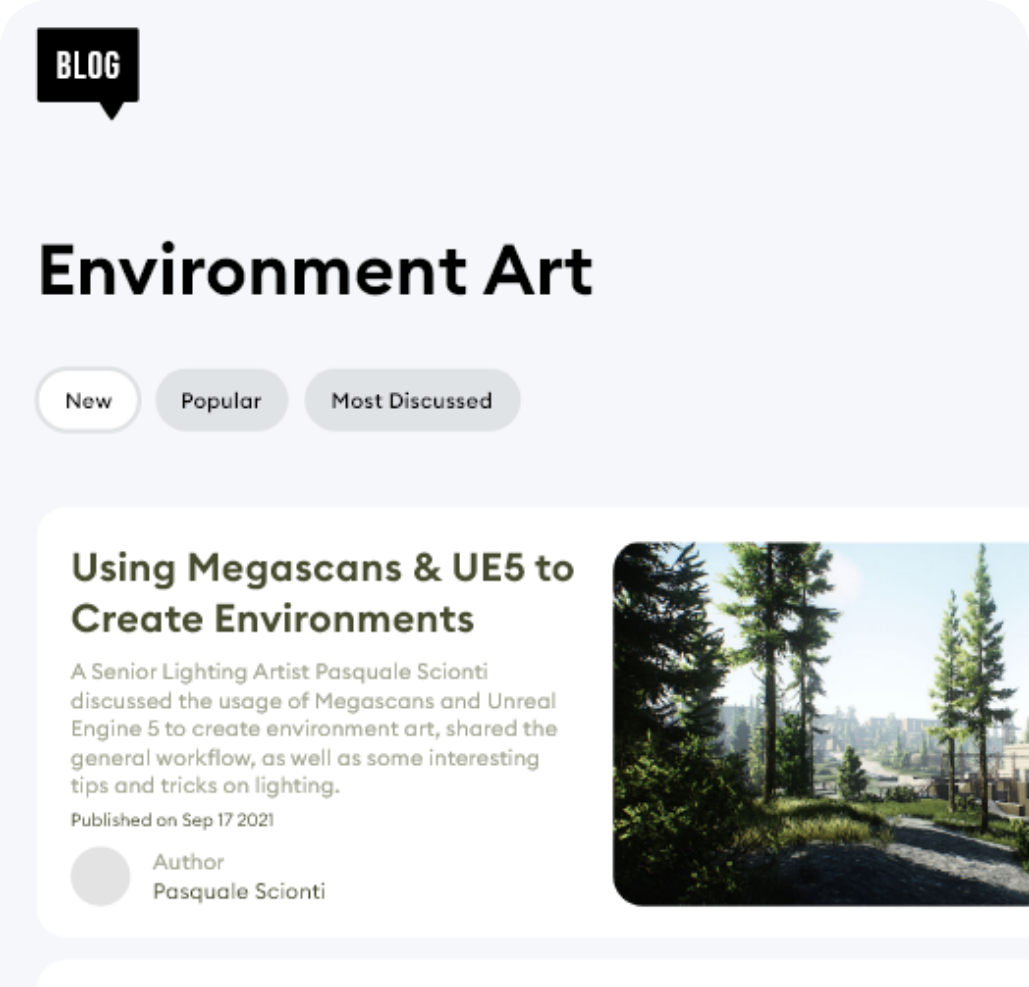 BLOG
Environment Art
New
Popular
Most Discussed
Using Megascans & UE5 to
Create Environments
A Senior Lighting Artist Pasquale Scionti
discussed the usage of Megascans and Unreal
Engine 5 to create environment art, shared the
general workflow, as well as some interesting
tips and tricks on lighting.
Published on Sep 17 2021
Author
Pasquale Scionti